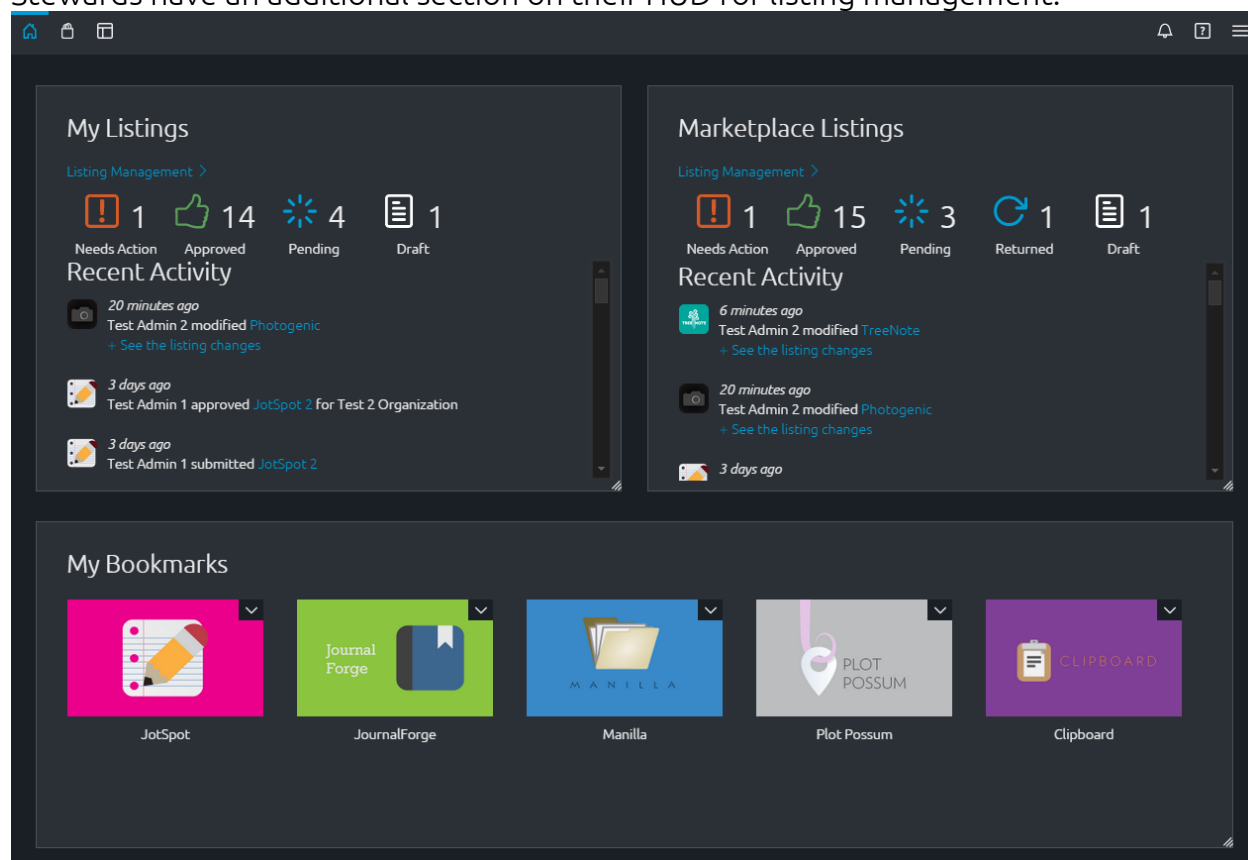 Stewards have an additional section on their HUD for listing management.
My Listings
Listing Management >
1 14 4 1
Needs Action Approved Pending Draft
Recent Activity
20 minutes ago
Test Admin 2 modified Photogenic
+ See the listing changes
3 days ago
Test Admin 1 approved JotSpot 2 for Test 2 Organization
3 days ago
Test Admin 1 submitted JotSpot 2
Marketplace Listings
Listing Management >
1 15 3 1 1
Needs Action Approved Pending Returned Draft
Recent Activity
TREENOTE
6 minutes ago
Test Admin 2 modified TreeNote
+ See the listing changes
20 minutes ago
Test Admin 2 modified Photogenic
+ See the listing changes
3 days ago
My Bookmarks
Journal
Forge
MANILLA
PLOT
POSSUM
CLIPBOARD
JotSpot JournalForge Manilla Plot Possum Clipboard